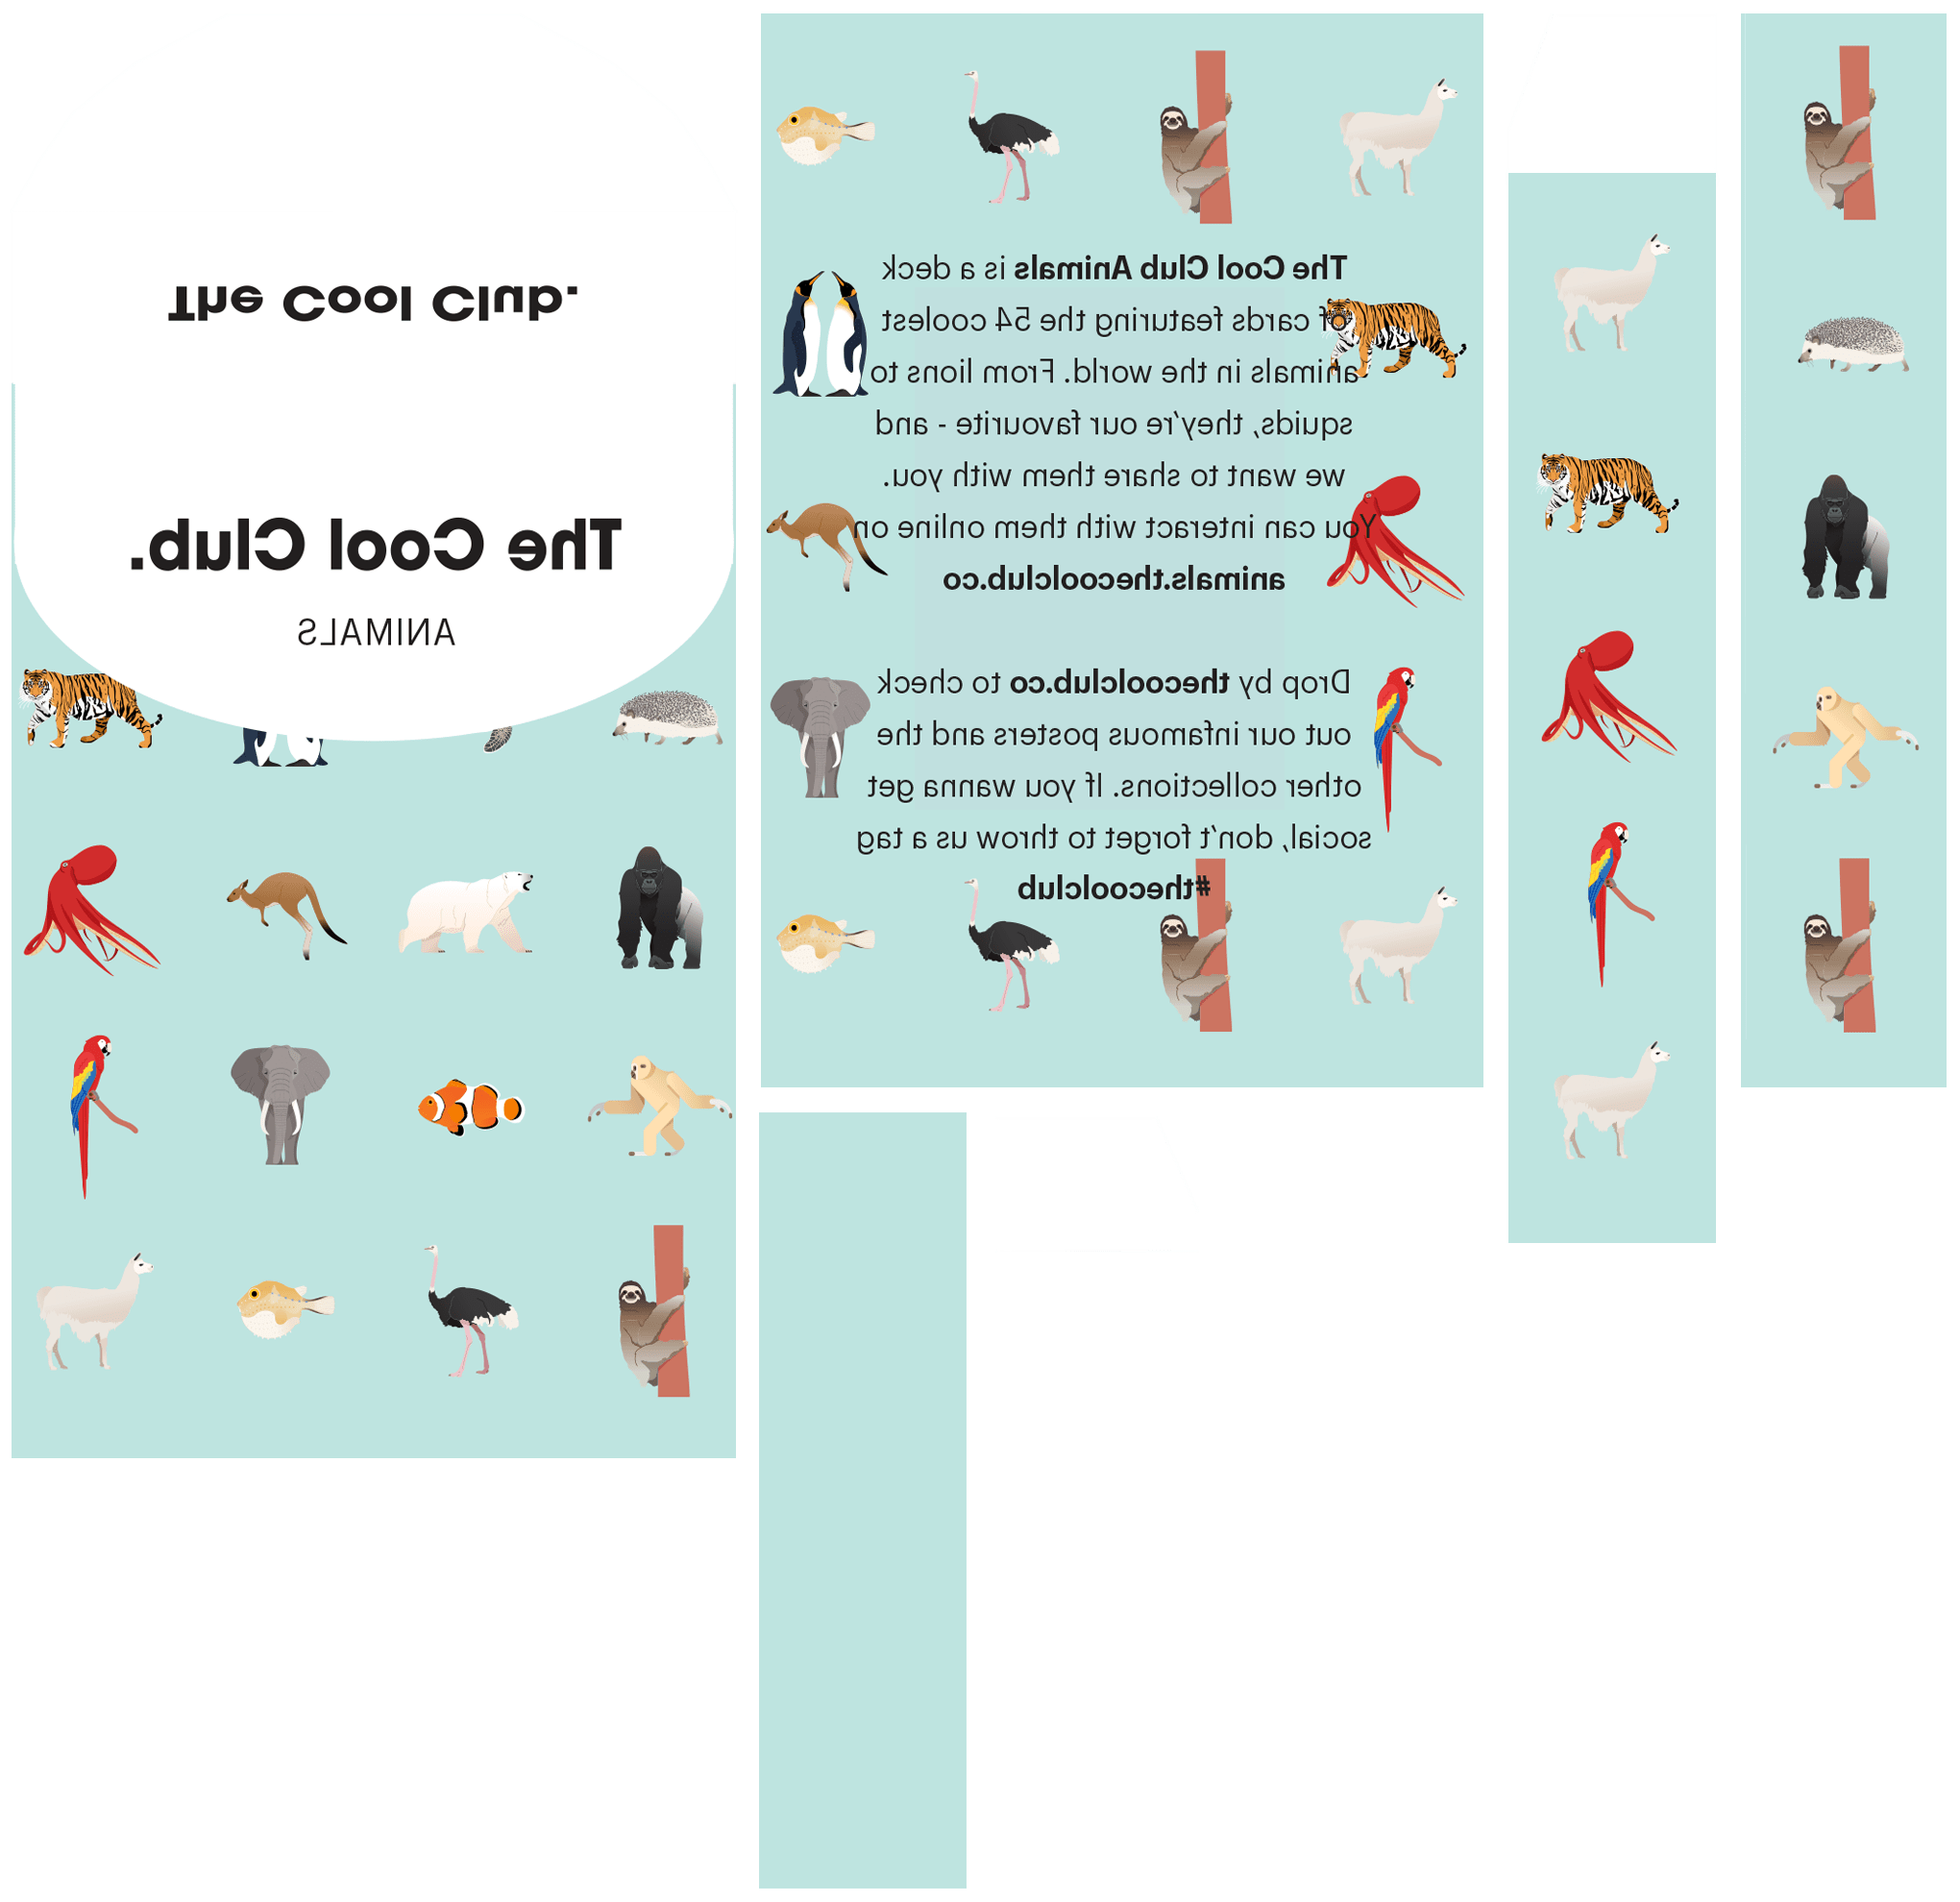 The Cool Club.
The Cool Club.
ANIMALS
The Cool Club Animals is a deck
of cards featuring the 54 coolest
animals in the world. From lions to
squids, they're our favourite - and
we want to share them with you.
You can interact with them online on
animals.thecoolclub.co
Drop by thecoolclub.co to check
out our infamous posters and the
other collections. If you wanna get
social, don't forget to throw us a tag
#thecoolclub